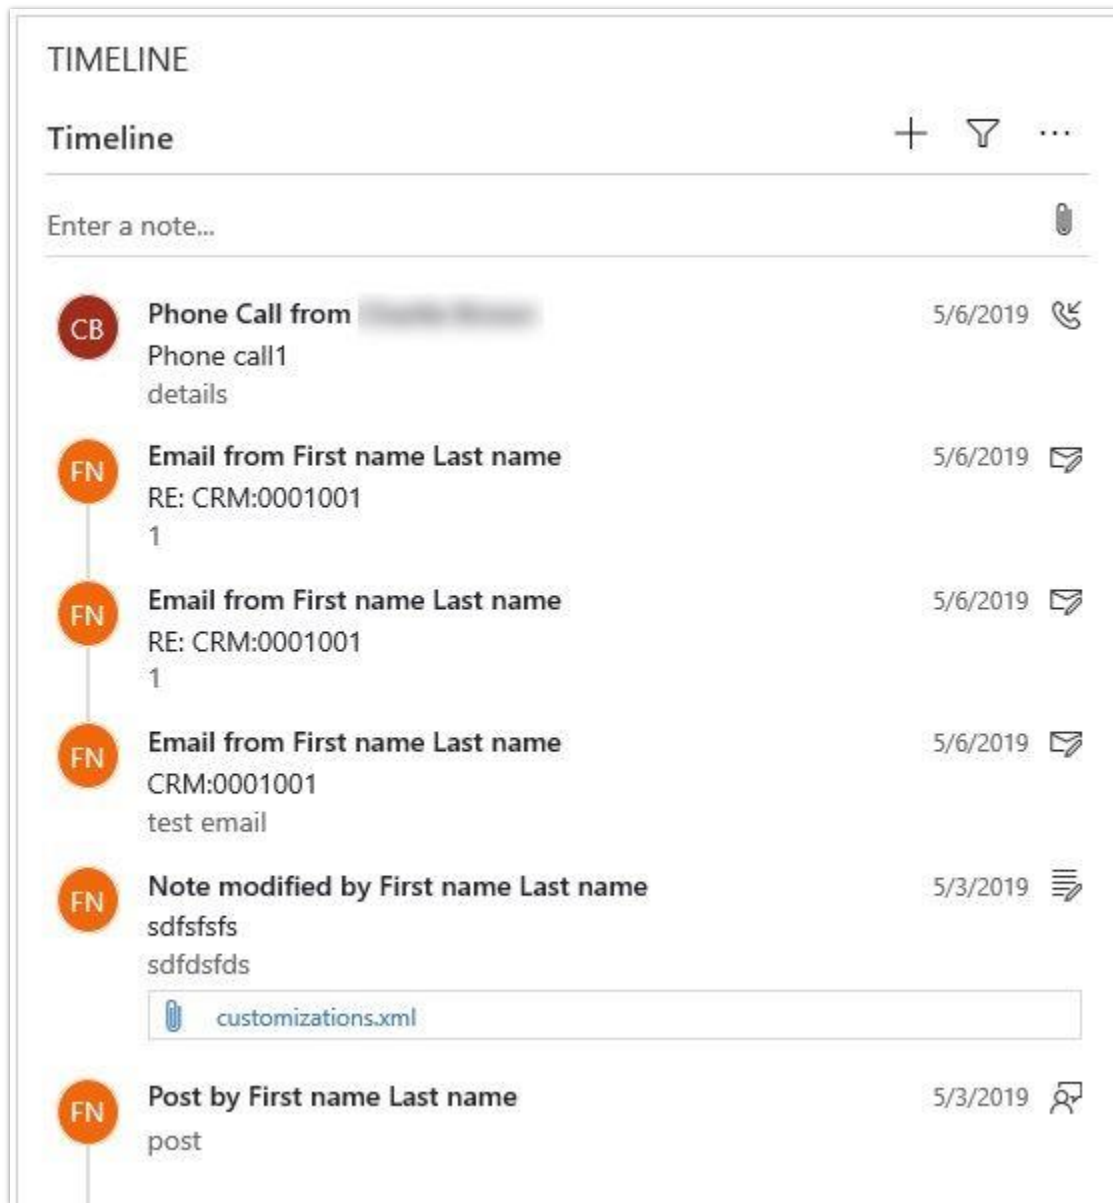 TIMELINE
Timeline
Enter a note...
CB
Phone Call from
5/6/2019
Phone call1
details
FN
Email from First name Last name
5/6/2019
RE: CRM:0001001
1
FN
Email from First name Last name
5/6/2019
RE: CRM:0001001
1
FN
Email from First name Last name
5/6/2019
CRM:0001001
test email
FN
Note modified by First name Last name
5/3/2019
sdfsfsfs
sdfdsfds
customizations.xml
FN
Post by First name Last name
5/3/2019
post